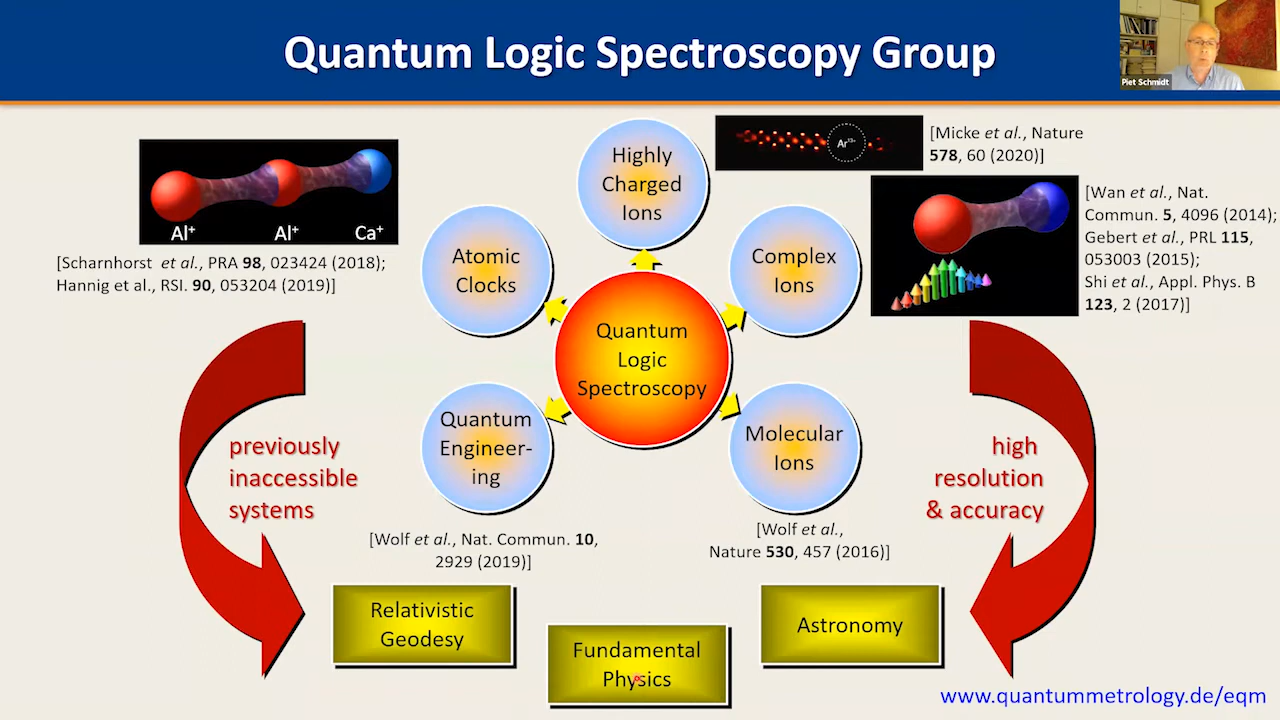 Quantum Logic Spectroscopy Group
Piet Schmidt
Al⁺ Al⁺ Ca⁺
[Scharnhorst et al., PRA 98, 023424 (2018);
Hannig et al., RSI. 90, 053204 (2019)]
Highly
Charged
Ions
Ar¹³⁺
[Micke et al., Nature
578, 60 (2020)]
Atomic
Clocks
Complex
Ions
[Wan et al., Nat.
Commun. 5, 4096 (2014);
Gebert et al., PRL 115,
053003 (2015);
Shi et al., Appl. Phys. B
123, 2 (2017)]
Quantum
Logic
Spectroscopy
Quantum
Engineer-
ing
Molecular
Ions
previously
inaccessible
systems
high
resolution
& accuracy
[Wolf et al., Nat. Commun. 10,
2929 (2019)]
[Wolf et al.,
Nature 530, 457 (2016)]
Relativistic
Geodesy
Fundamental
Physics
Astronomy
www.quantummetrology.de/eqm